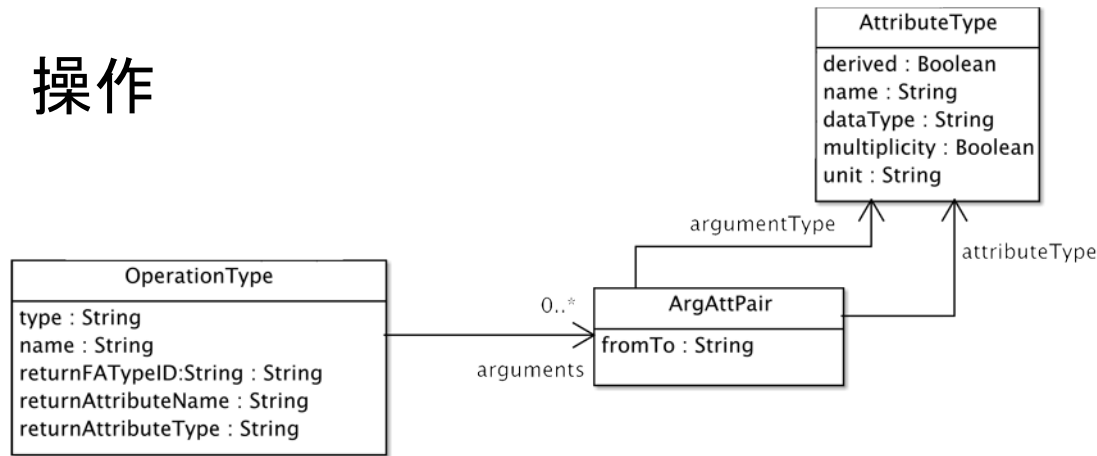 操作
AttributeType
derived : Boolean
name : String
dataType : String
multiplicity : Boolean
unit : String
argumentType
attributeType
OperationType
type : String
name : String
returnFATypeID:String : String
returnAttributeName : String
returnAttributeType : String
0..*
arguments
ArgAttPair
fromTo : String